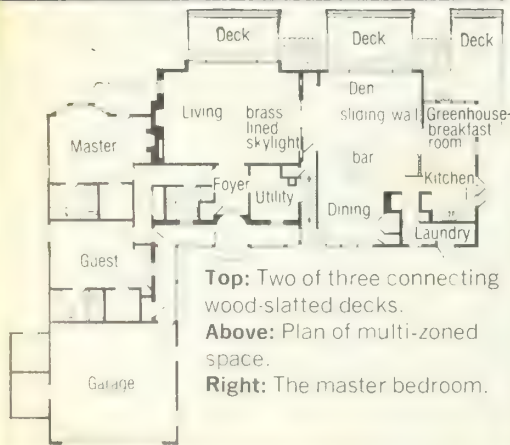 Deck
Deck
Deck
Living
brass
lined
skylight
Den
sliding wall
Greenhouse-
breakfast
room
Master
bar
Foyer
Utility
Kitchen
Dining
Laundry
Guest
Garage
Top: Two of three connecting
wood-slatted decks.
Above: Plan of multi-zoned
space.
Right: The master bedroom.